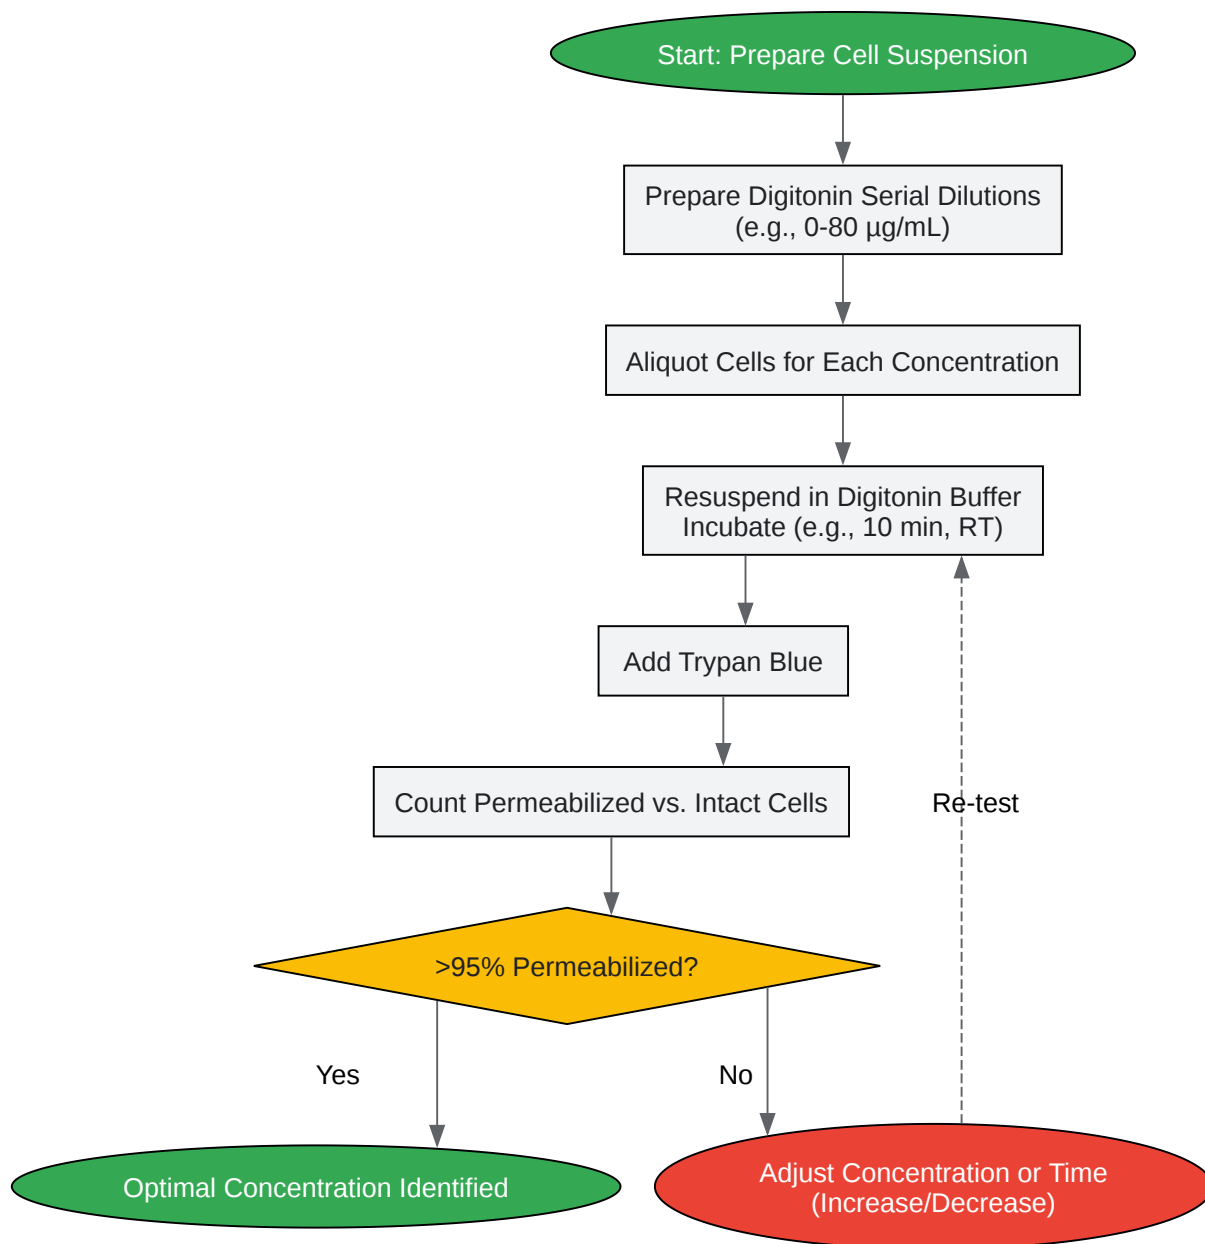 Start: Prepare Cell Suspension
Prepare Digitonin Serial Dilutions
(e.g., 0-80 µg/mL)
Aliquot Cells for Each Concentration
Resuspend in Digitonin Buffer
Incubate (e.g., 10 min, RT)
Add Trypan Blue
Count Permeabilized vs. Intact Cells
Re-test
>95% Permeabilized?
Yes
No
Optimal Concentration Identified
Adjust Concentration or Time
(Increase/Decrease)